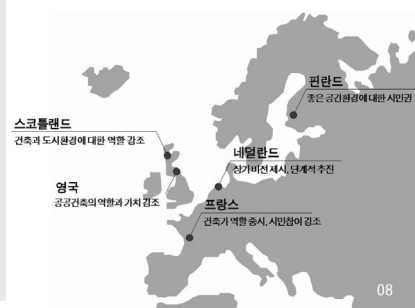 핀란드
좋은 공간환경에 대한 시민권
스코틀랜드
건축과 도시환경에 대한 역할 강조
네덜란드
장기 비전 제시, 단계적 추진
영국
공공건축의 역할과 가치 강조
프랑스
건축가 역할 중시, 시민참여 강조
08